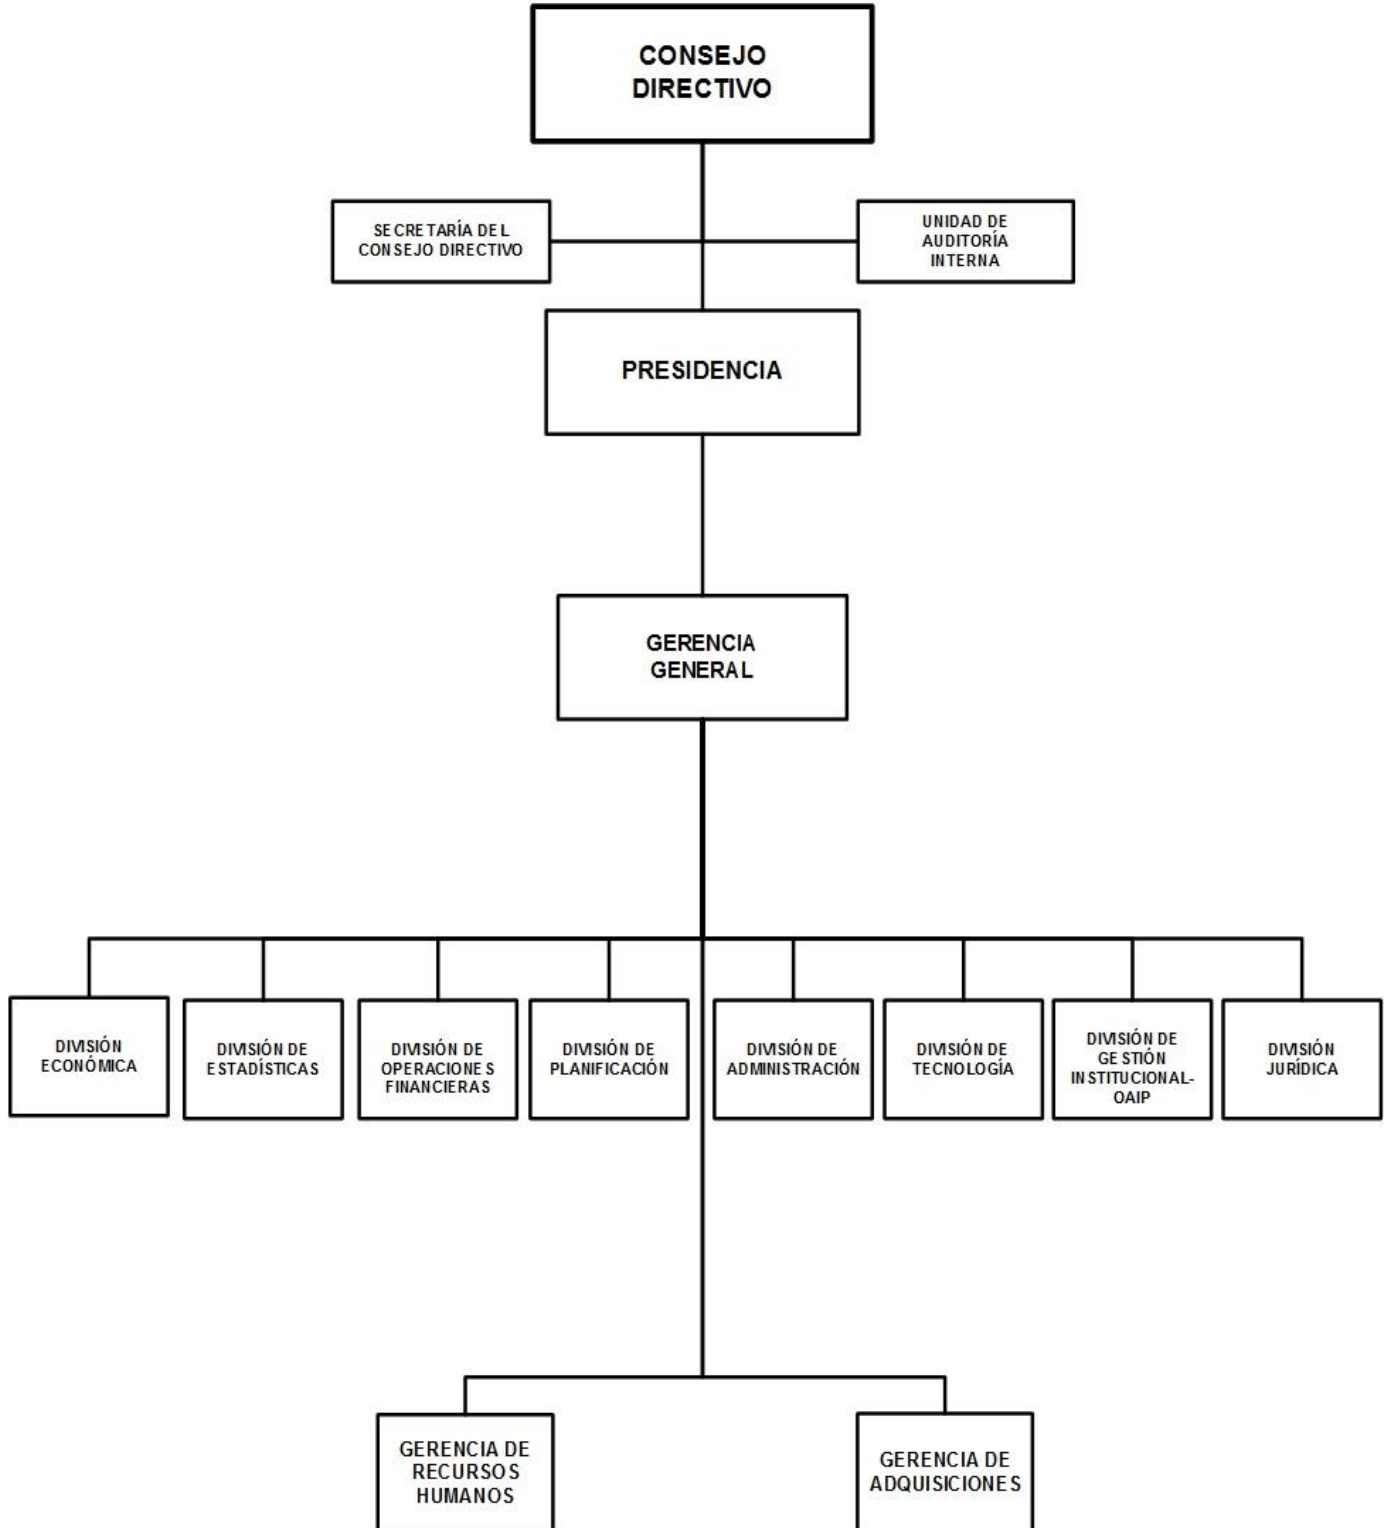 CONSEJO
DIRECTIVO
SECRETARÍA DEL
CONSEJO DIRECTIVO
UNIDAD DE
AUDITORÍA
INTERNA
PRESIDENCIA
GERENCIA
GENERAL
DIVISIÓN
ECONÓMICA
DIVISIÓN DE
ESTADÍSTICAS
DIVISIÓN DE
OPERACIONES
FINANCIERAS
DIVISIÓN DE
PLANIFICACIÓN
DIVISIÓN DE
ADMINISTRACIÓN
DIVISIÓN DE
TECNOLOGÍA
DIVISIÓN DE
GESTIÓN
INSTITUCIONAL-
OAIP
DIVISIÓN
JURÍDICA
GERENCIA DE
RECURSOS
HUMANOS
GERENCIA DE
ADQUISICIONES